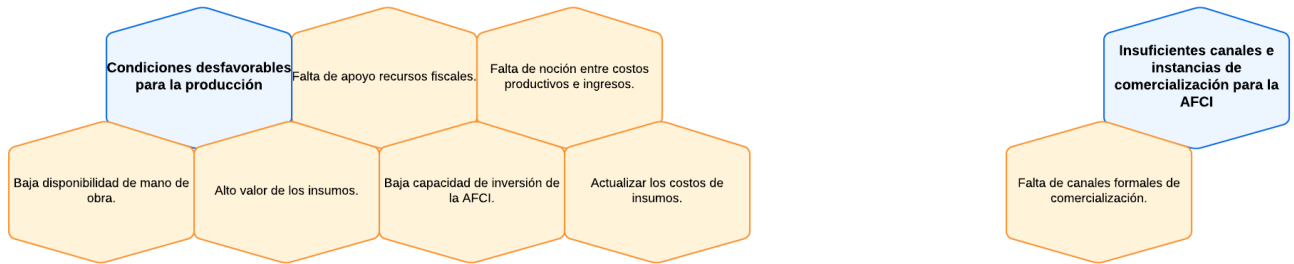 Condiciones desfavorables
para la producción
Falta de apoyo recursos fiscales.
Falta de noción entre costos
productivos e ingresos.
Baja disponibilidad de mano de
obra.
Alto valor de los insumos.
Baja capacidad de inversión de
la AFCI.
Actualizar los costos de
insumos.
Insuficientes canales e
instancias de
comercialización para la
AFCI
Falta de canales formales de
comercialización.